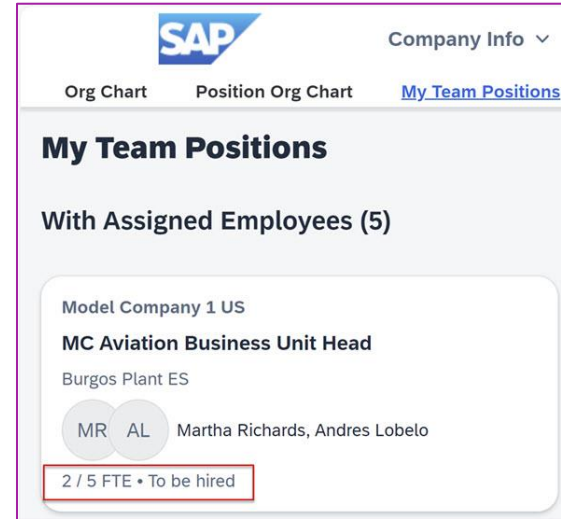 SAP
Company Info
Org Chart Position Org Chart My Team Positions
My Team Positions
With Assigned Employees (5)
Model Company 1 US
MC Aviation Business Unit Head
Burgos Plant ES
MR AL Martha Richards, Andres Lobelo
2 / 5 FTE • To be hired